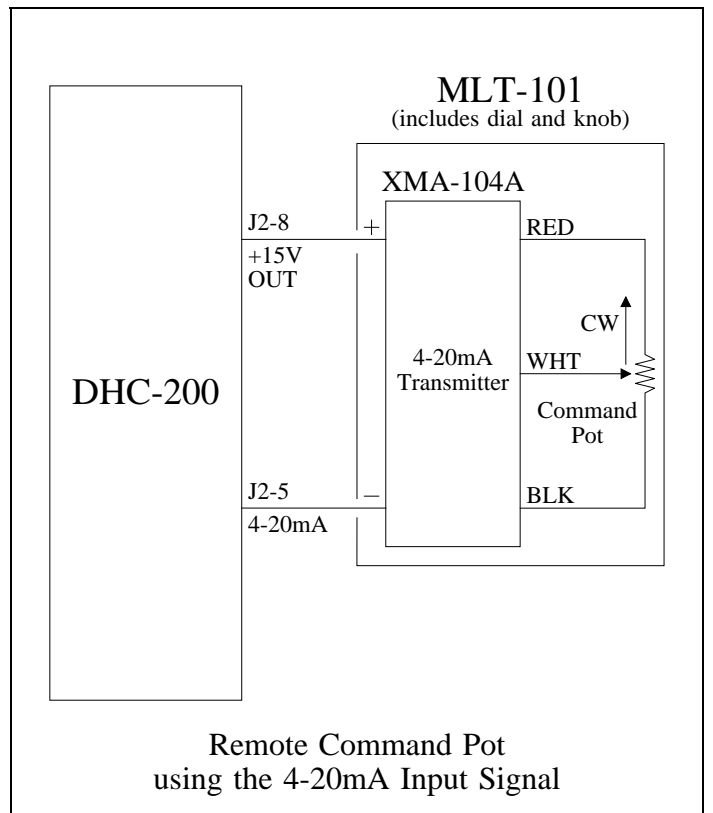 MLT-101
(includes dial and knob)
XMA-104A
J2-8
+
RED
+15V
OUT
CW
DHC-200
4-20mA
Transmitter
WHT
Command
Pot
J2-5
−
BLK
4-20mA
Remote Command Pot
using the 4-20mA Input Signal